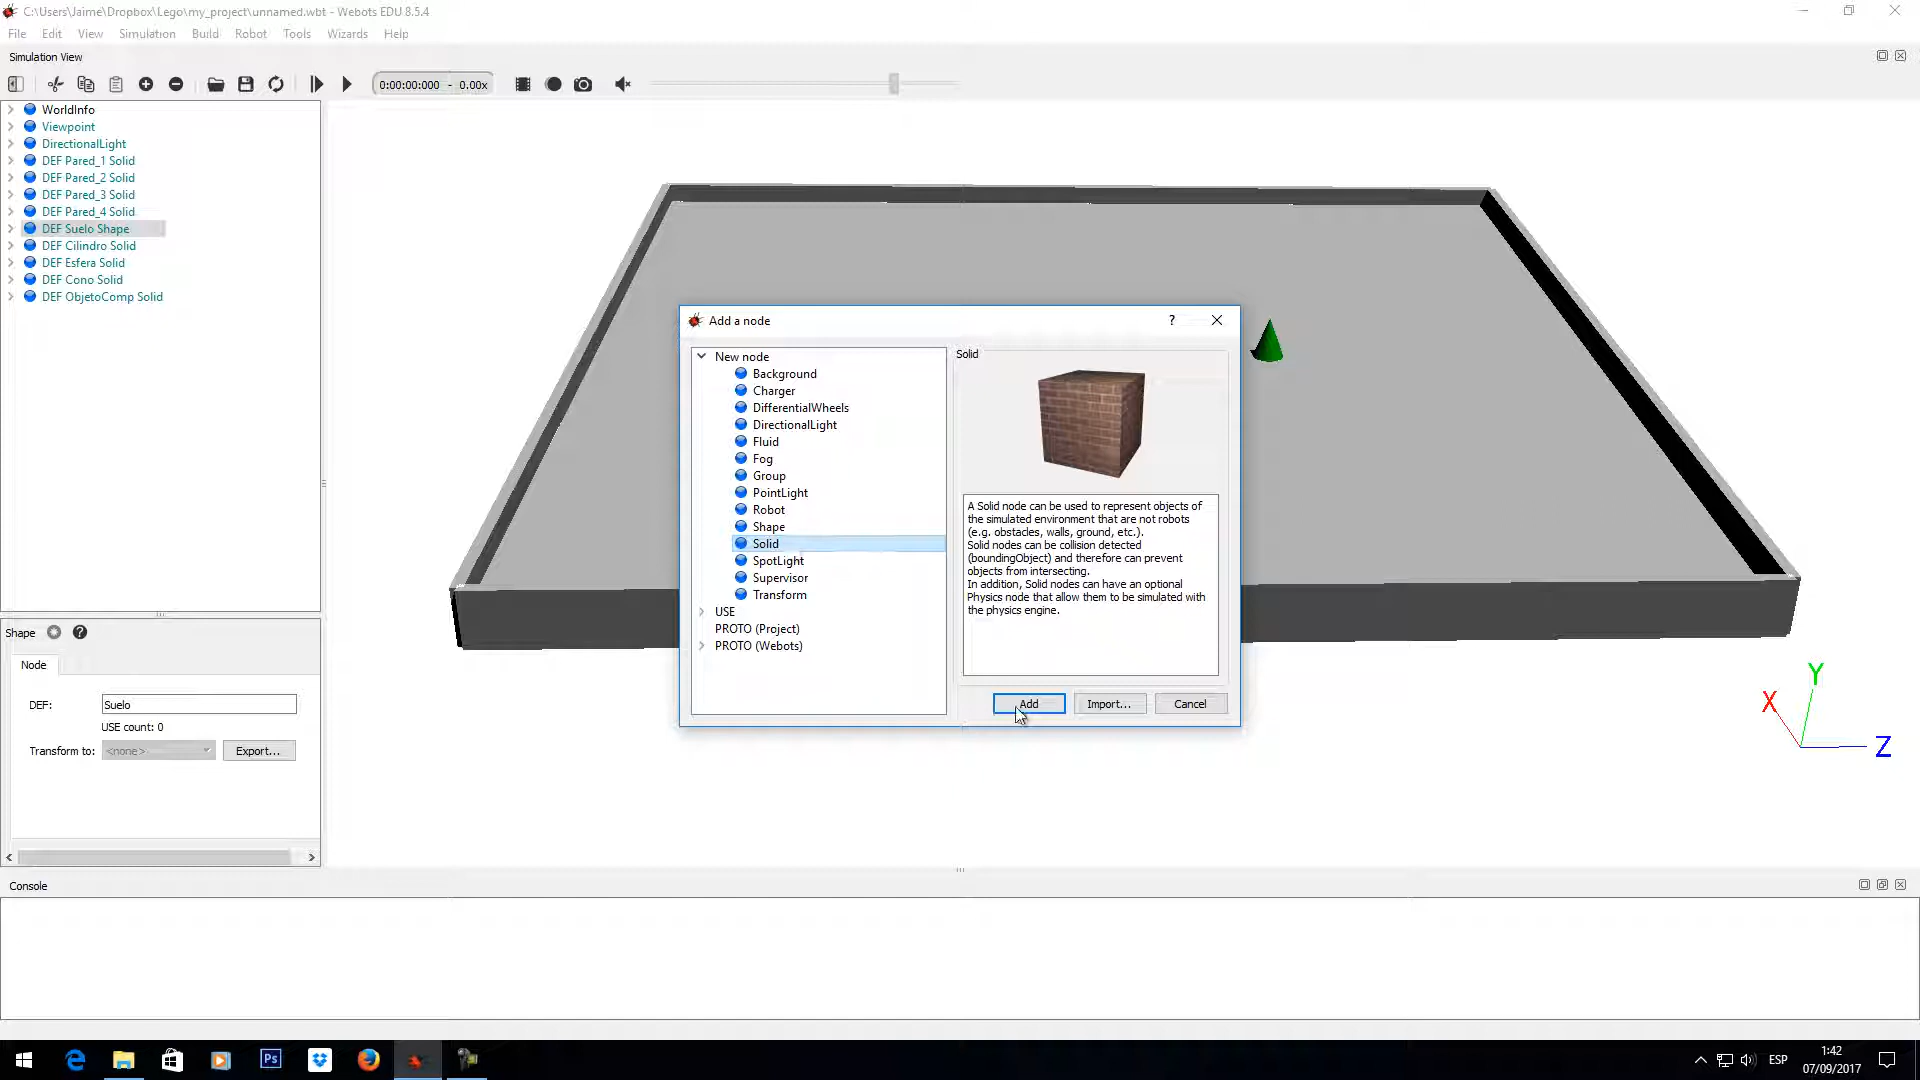 C:\Users\Jaime\Dropbox\Lego\my_project\unnamed.wbt - Webots EDU 8.5.4
File Edit View Simulation Build Robot Tools Wizards Help
Simulation View
0:00:00:000 - 0.00x
WorldInfo
Viewpoint
DirectionalLight
DEF Pared_1 Solid
DEF Pared_2 Solid
DEF Pared_3 Solid
DEF Pared_4 Solid
DEF Suelo Shape
DEF Cilindro Solid
DEF Esfera Solid
DEF Cono Solid
DEF ObjetoComp Solid
Shape
Node
DEF: Suelo
USE count: 0
Transform to: <none> Export...
Add a node
?
New node
Background
Charger
DifferentialWheels
DirectionalLight
Fluid
Fog
Group
PointLight
Robot
Shape
Solid
SpotLight
Supervisor
Transform
USE
PROTO (Project)
PROTO (Webots)
Solid
A Solid node can be used to represent objects of
the simulated environment that are not robots
(e.g. obstacles, walls, ground, etc.).
Solid nodes can be collision detected
(boundingObject) and therefore can prevent
objects from intersecting.
In addition, Solid nodes can have an optional
Physics node that allow them to be simulated with
the physics engine.
Add Import... Cancel
Y
X
Z
Console
Ps
ESP
1:42
07/09/2017